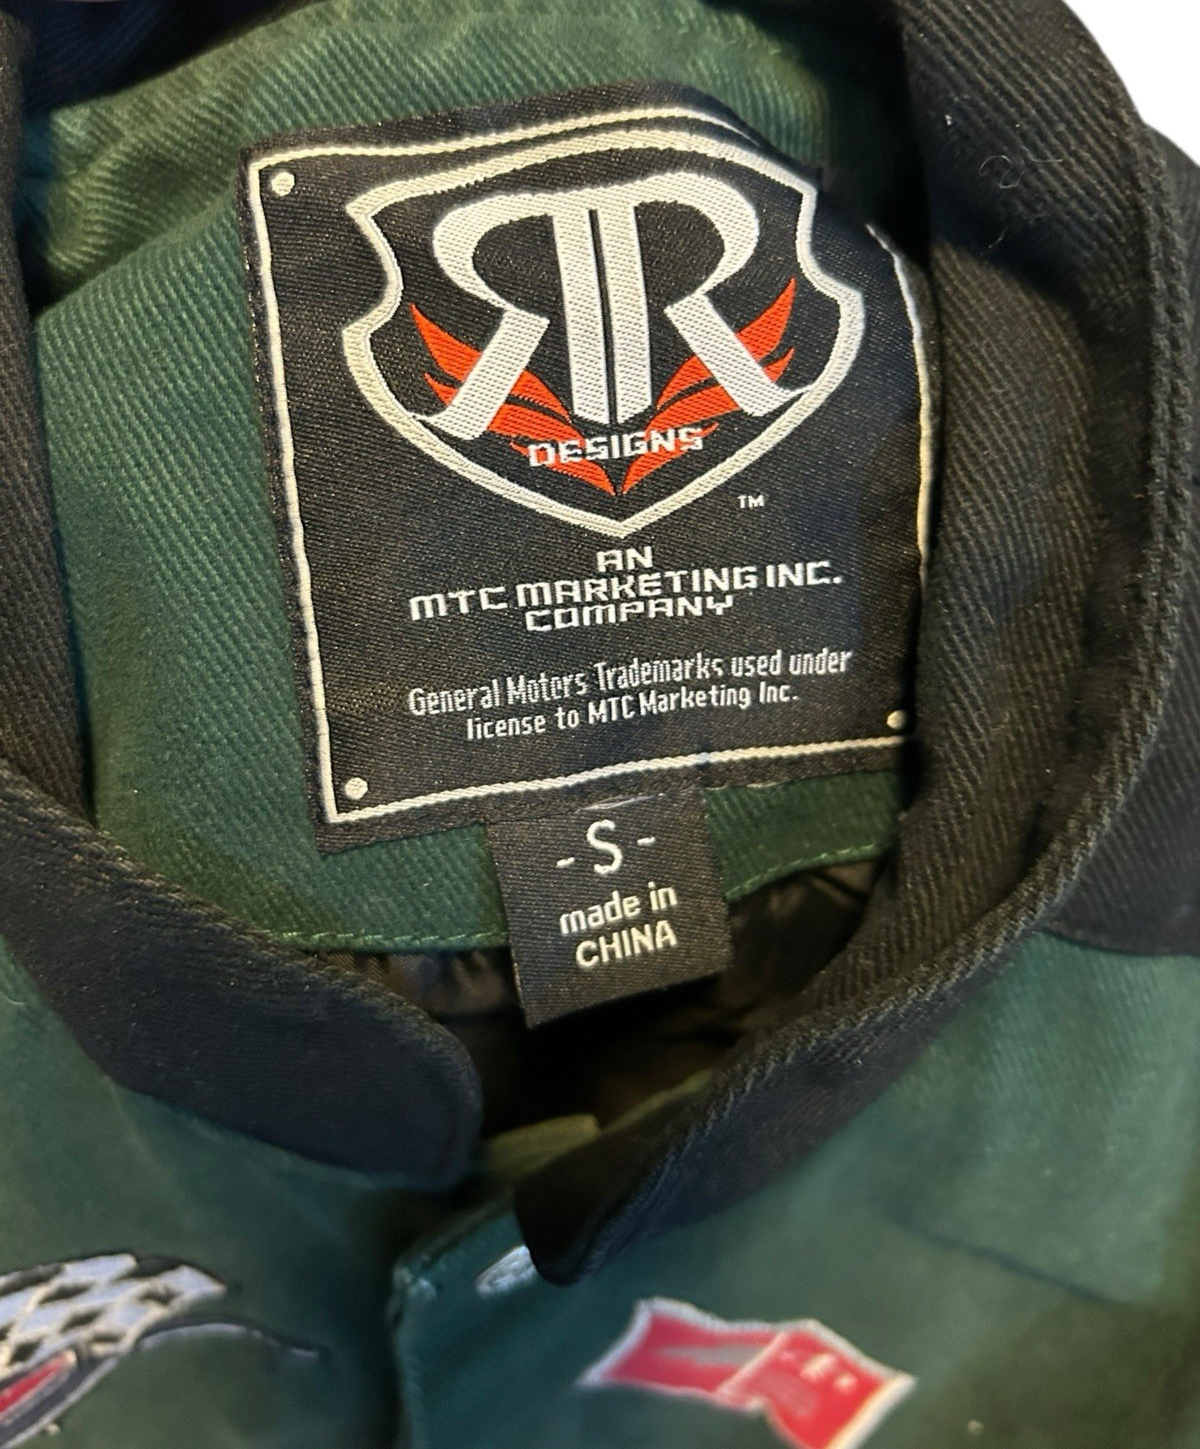 RR
DESIGNS
TM
AN
MTC MARKETING INC.
COMPANY
General Motors Trademarks used under
license to MTC Marketing Inc.
- S -
made in
CHINA